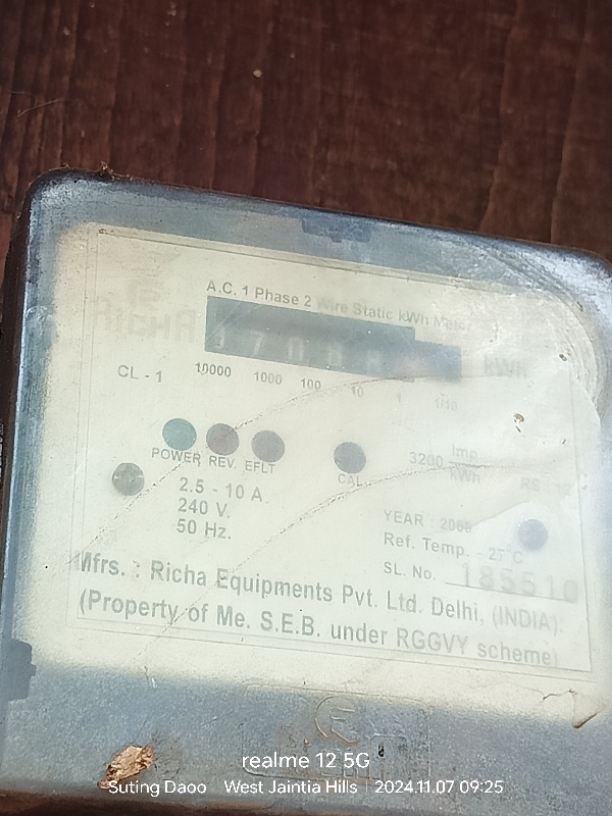 A.C. 1 Phase 2 Wire Static kWh Meter
kWh
CL - 1
10000 1000 100 10 1 1/10
POWER REV. EFLT
CAL
3200 Imp
kWh
2.5 - 10 A.
240 V.
50 Hz.
YEAR :
Ref. Temp. - 27°C
SL. No. 185510
Mfrs. : Richa Equipments Pvt. Ltd. Delhi, (INDIA).
(Property of Me. S.E.B. under RGGVY scheme)
realme 12 5G
Suting Daoo West Jaintia Hills 2024.11.07 09:25